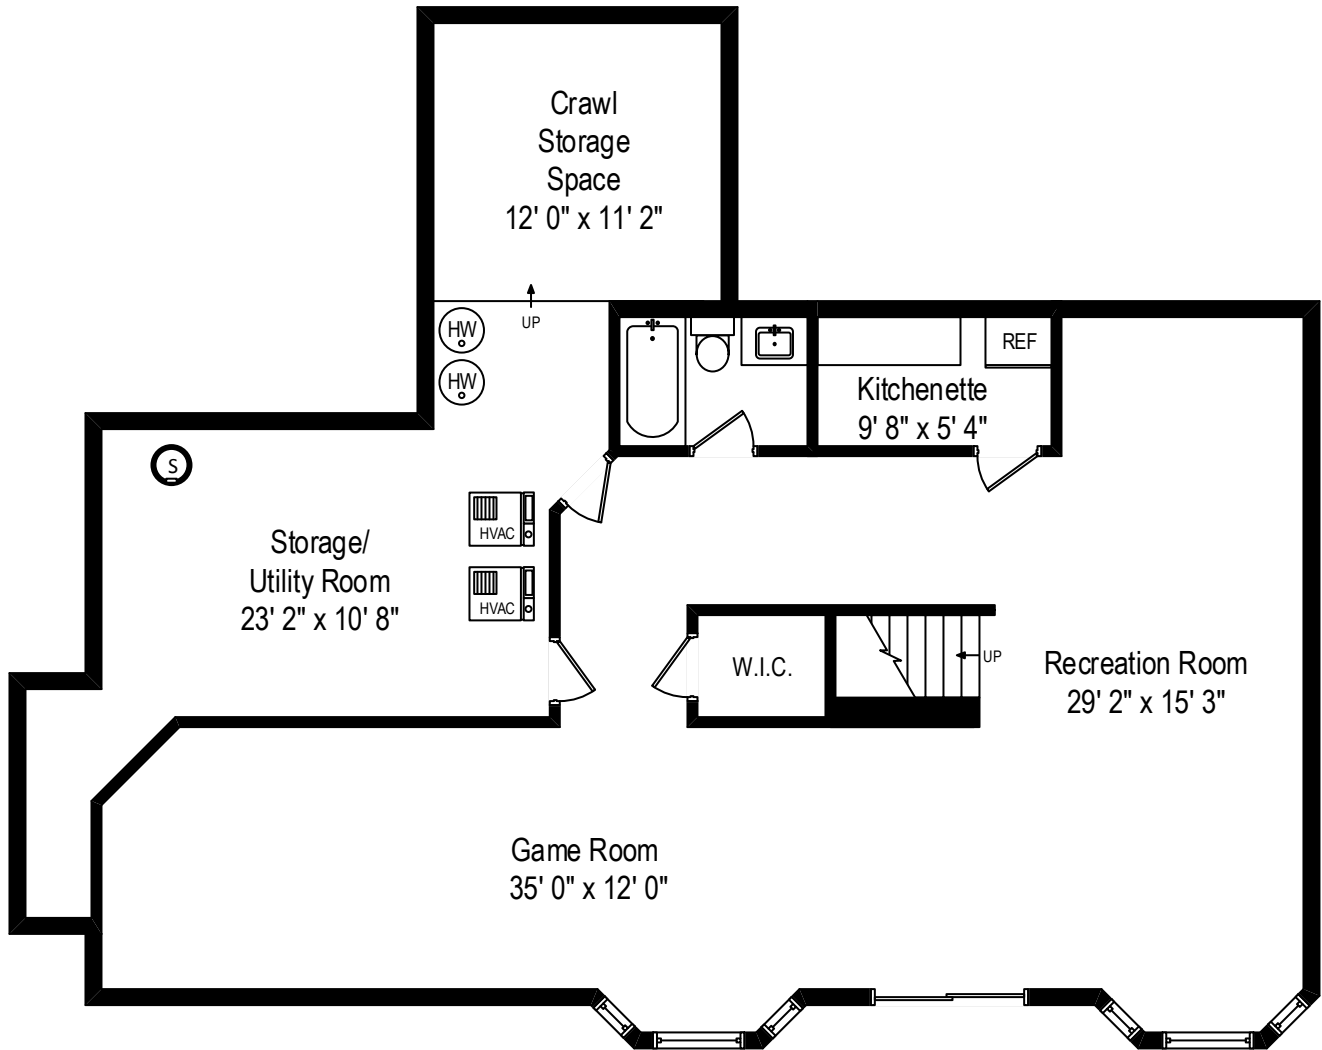 Crawl
Storage
Space
12' 0" x 11' 2"
UP
HW
HW
REF
Kitchenette
9' 8" x 5' 4"
S
HVAC
HVAC
Storage/
Utility Room
23' 2" x 10' 8"
W.I.C.
UP
Recreation Room
29' 2" x 15' 3"
Game Room
35' 0" x 12' 0"